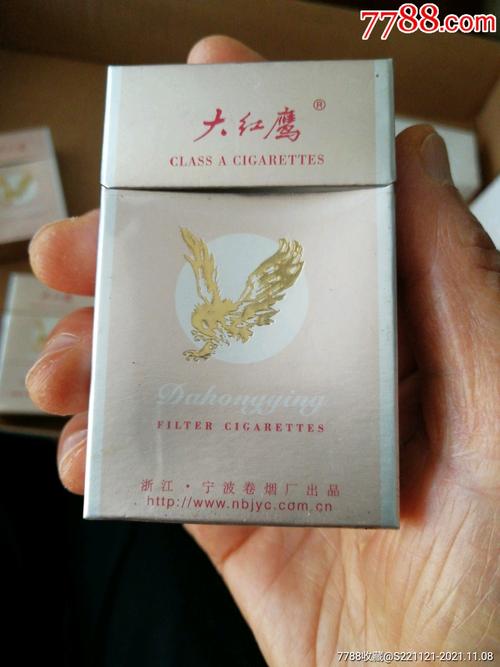 7788.com
大红鹰®
CLASS A CIGARETTES
Dahongying
FILTER CIGARETTES
浙江·宁波卷烟厂出品
http://www.nbjyc.com.cn
7788收藏@S221121-2021.11.08